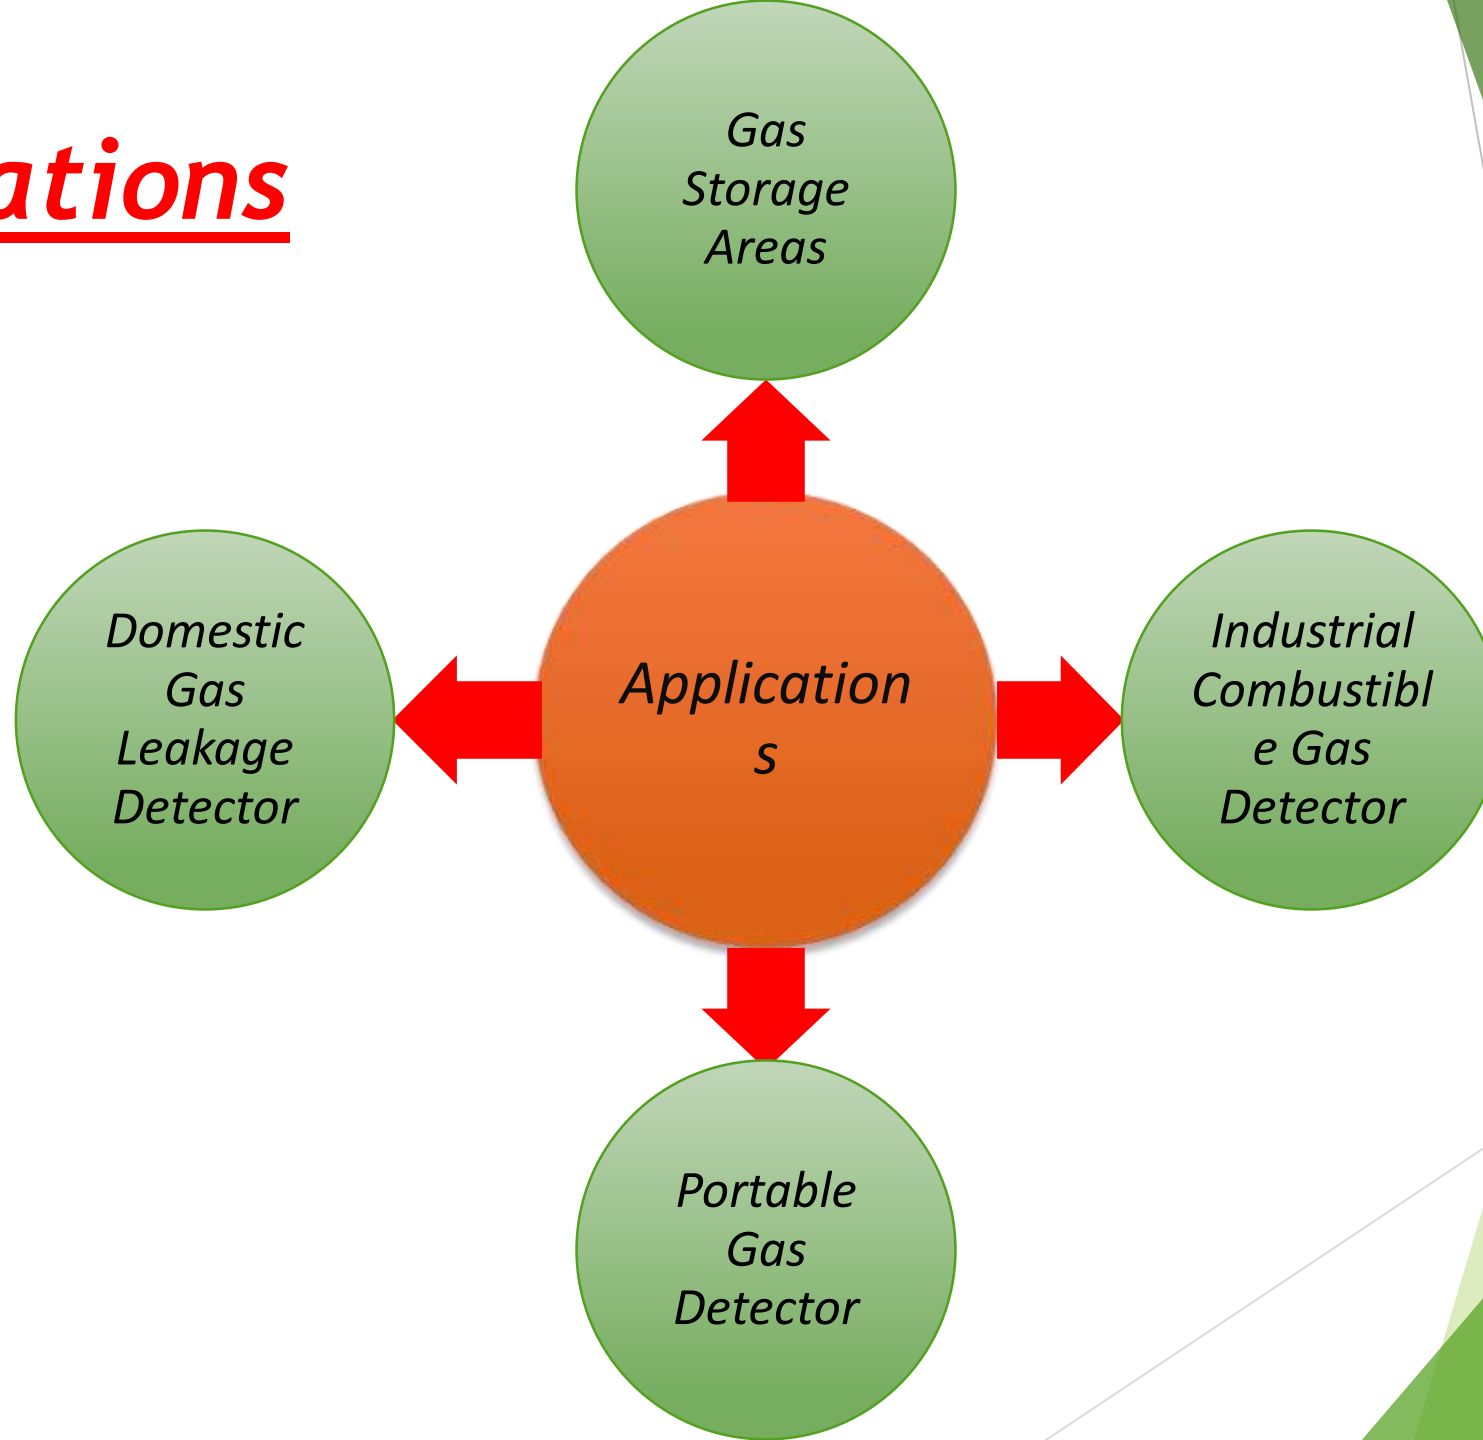 ations
Gas
Storage
Areas
Domestic
Gas
Leakage
Detector
Application
s
Industrial
Combustibl
e Gas
Detector
Portable
Gas
Detector